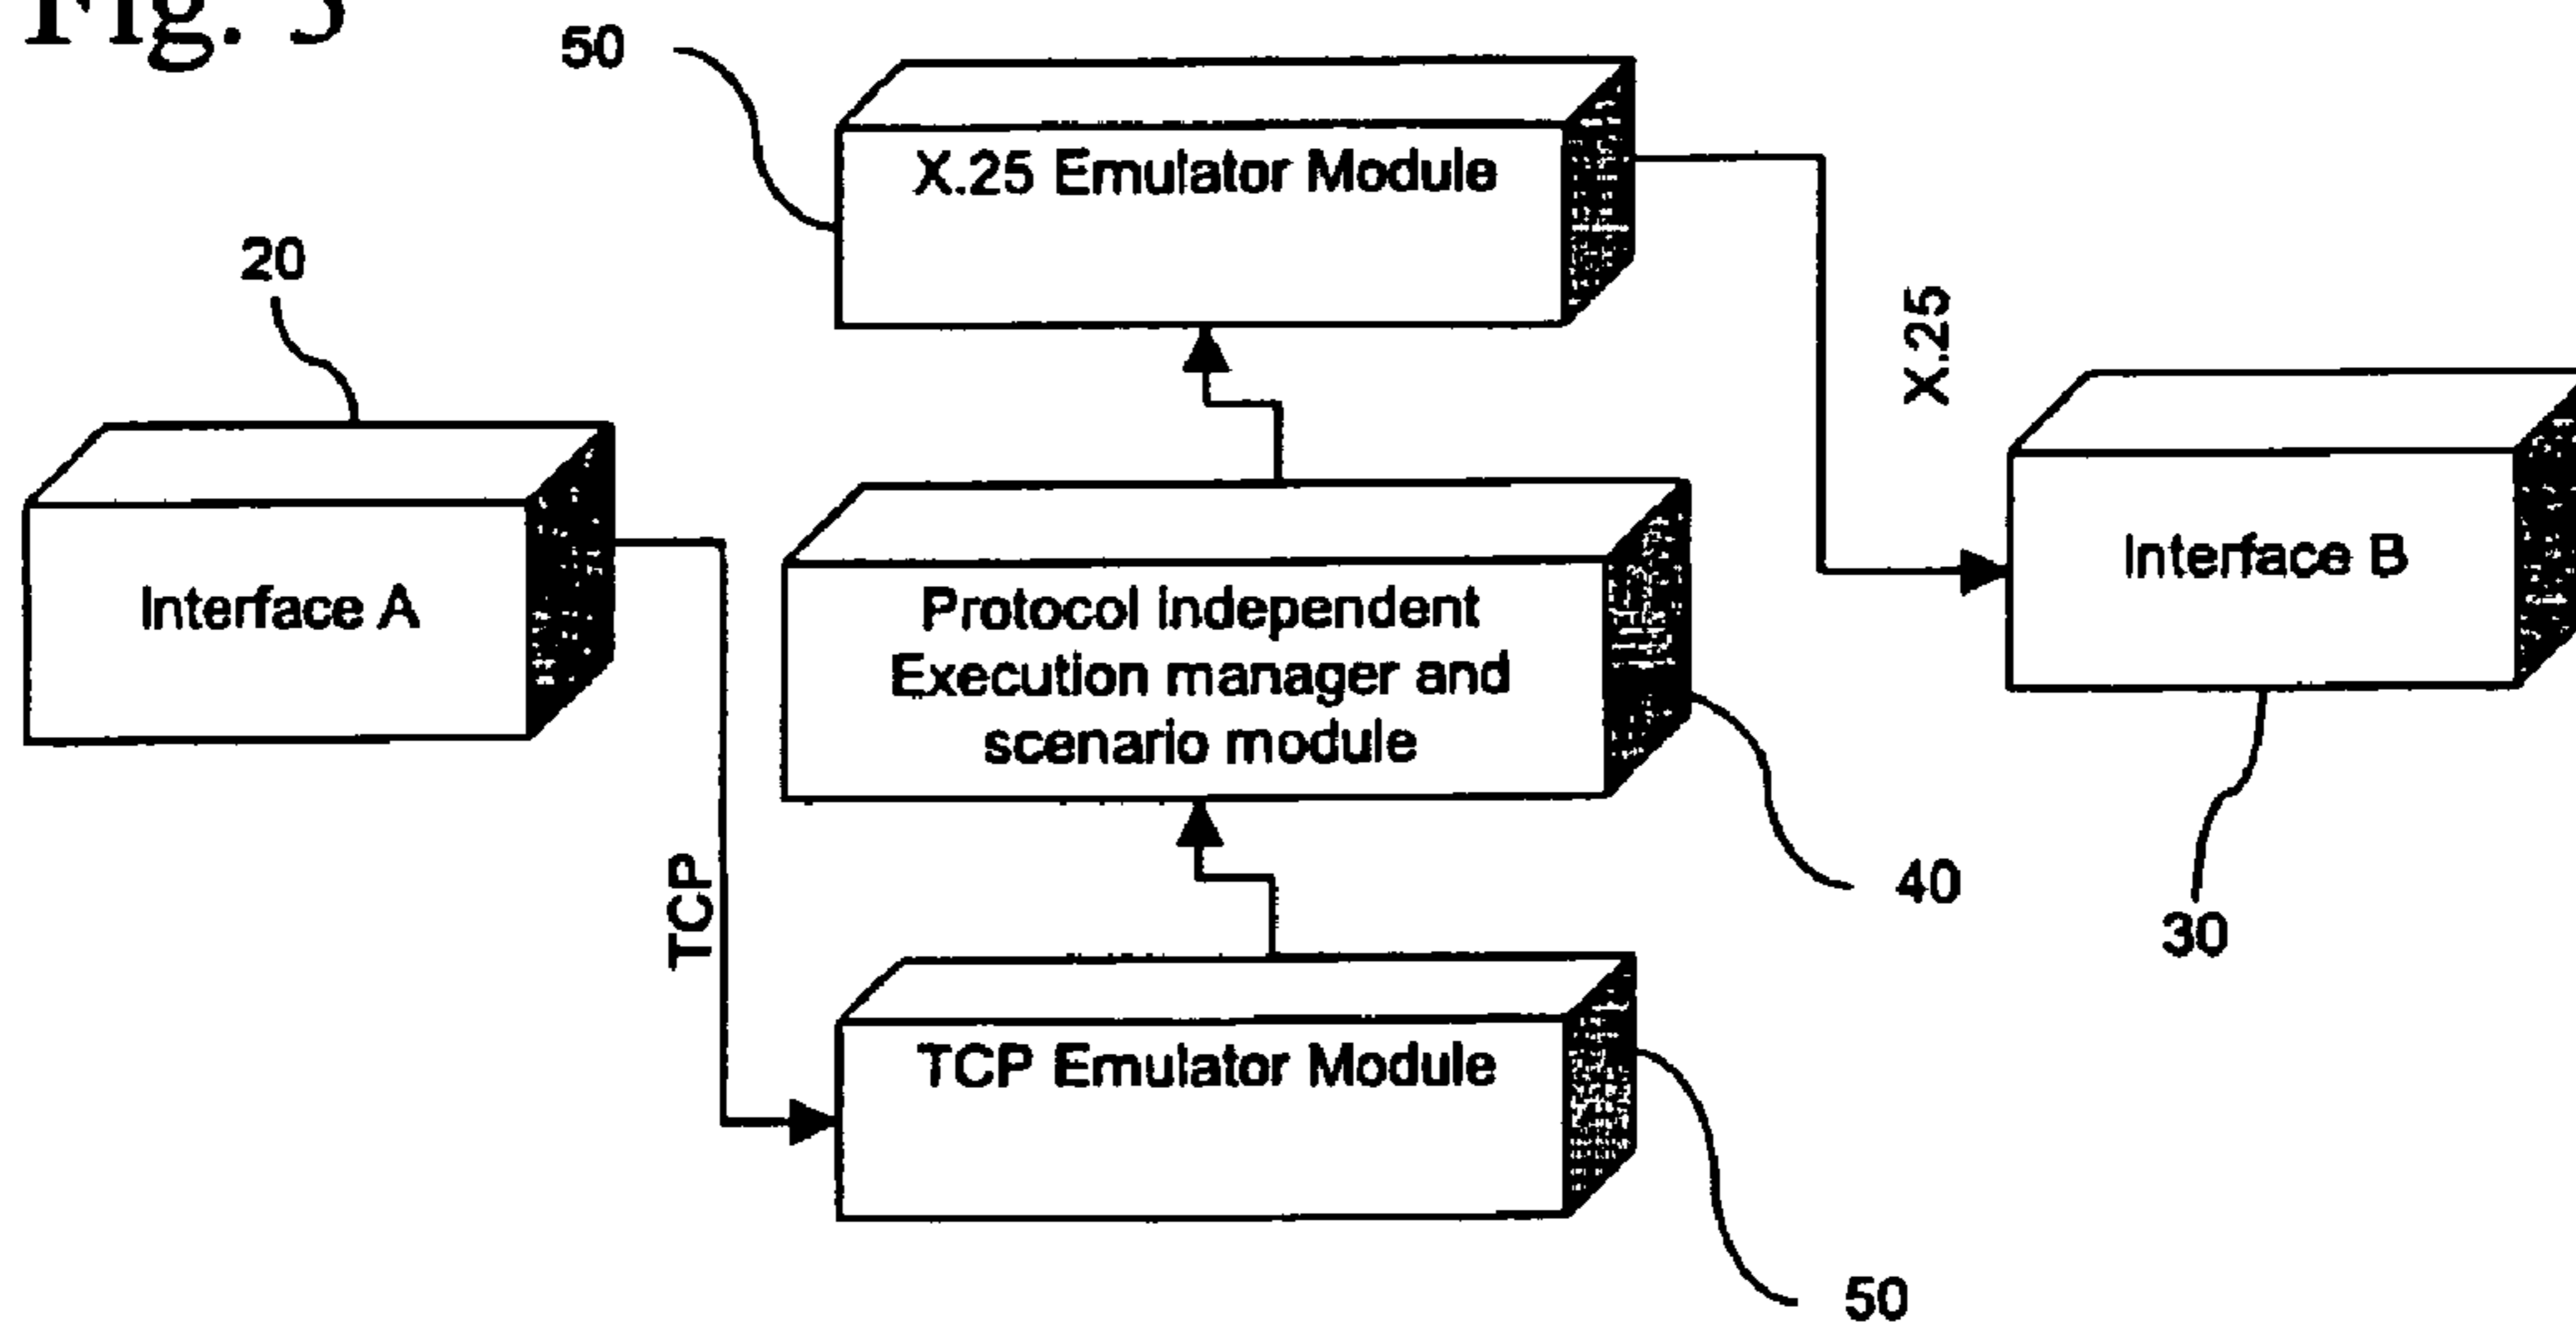 Fig.
50
X.25 Emulator Module
20
X.25
Interface A
Interface B
Protocol independent
Execution manager and
scenario module
TCP
40
30
TCP Emulator Module
50